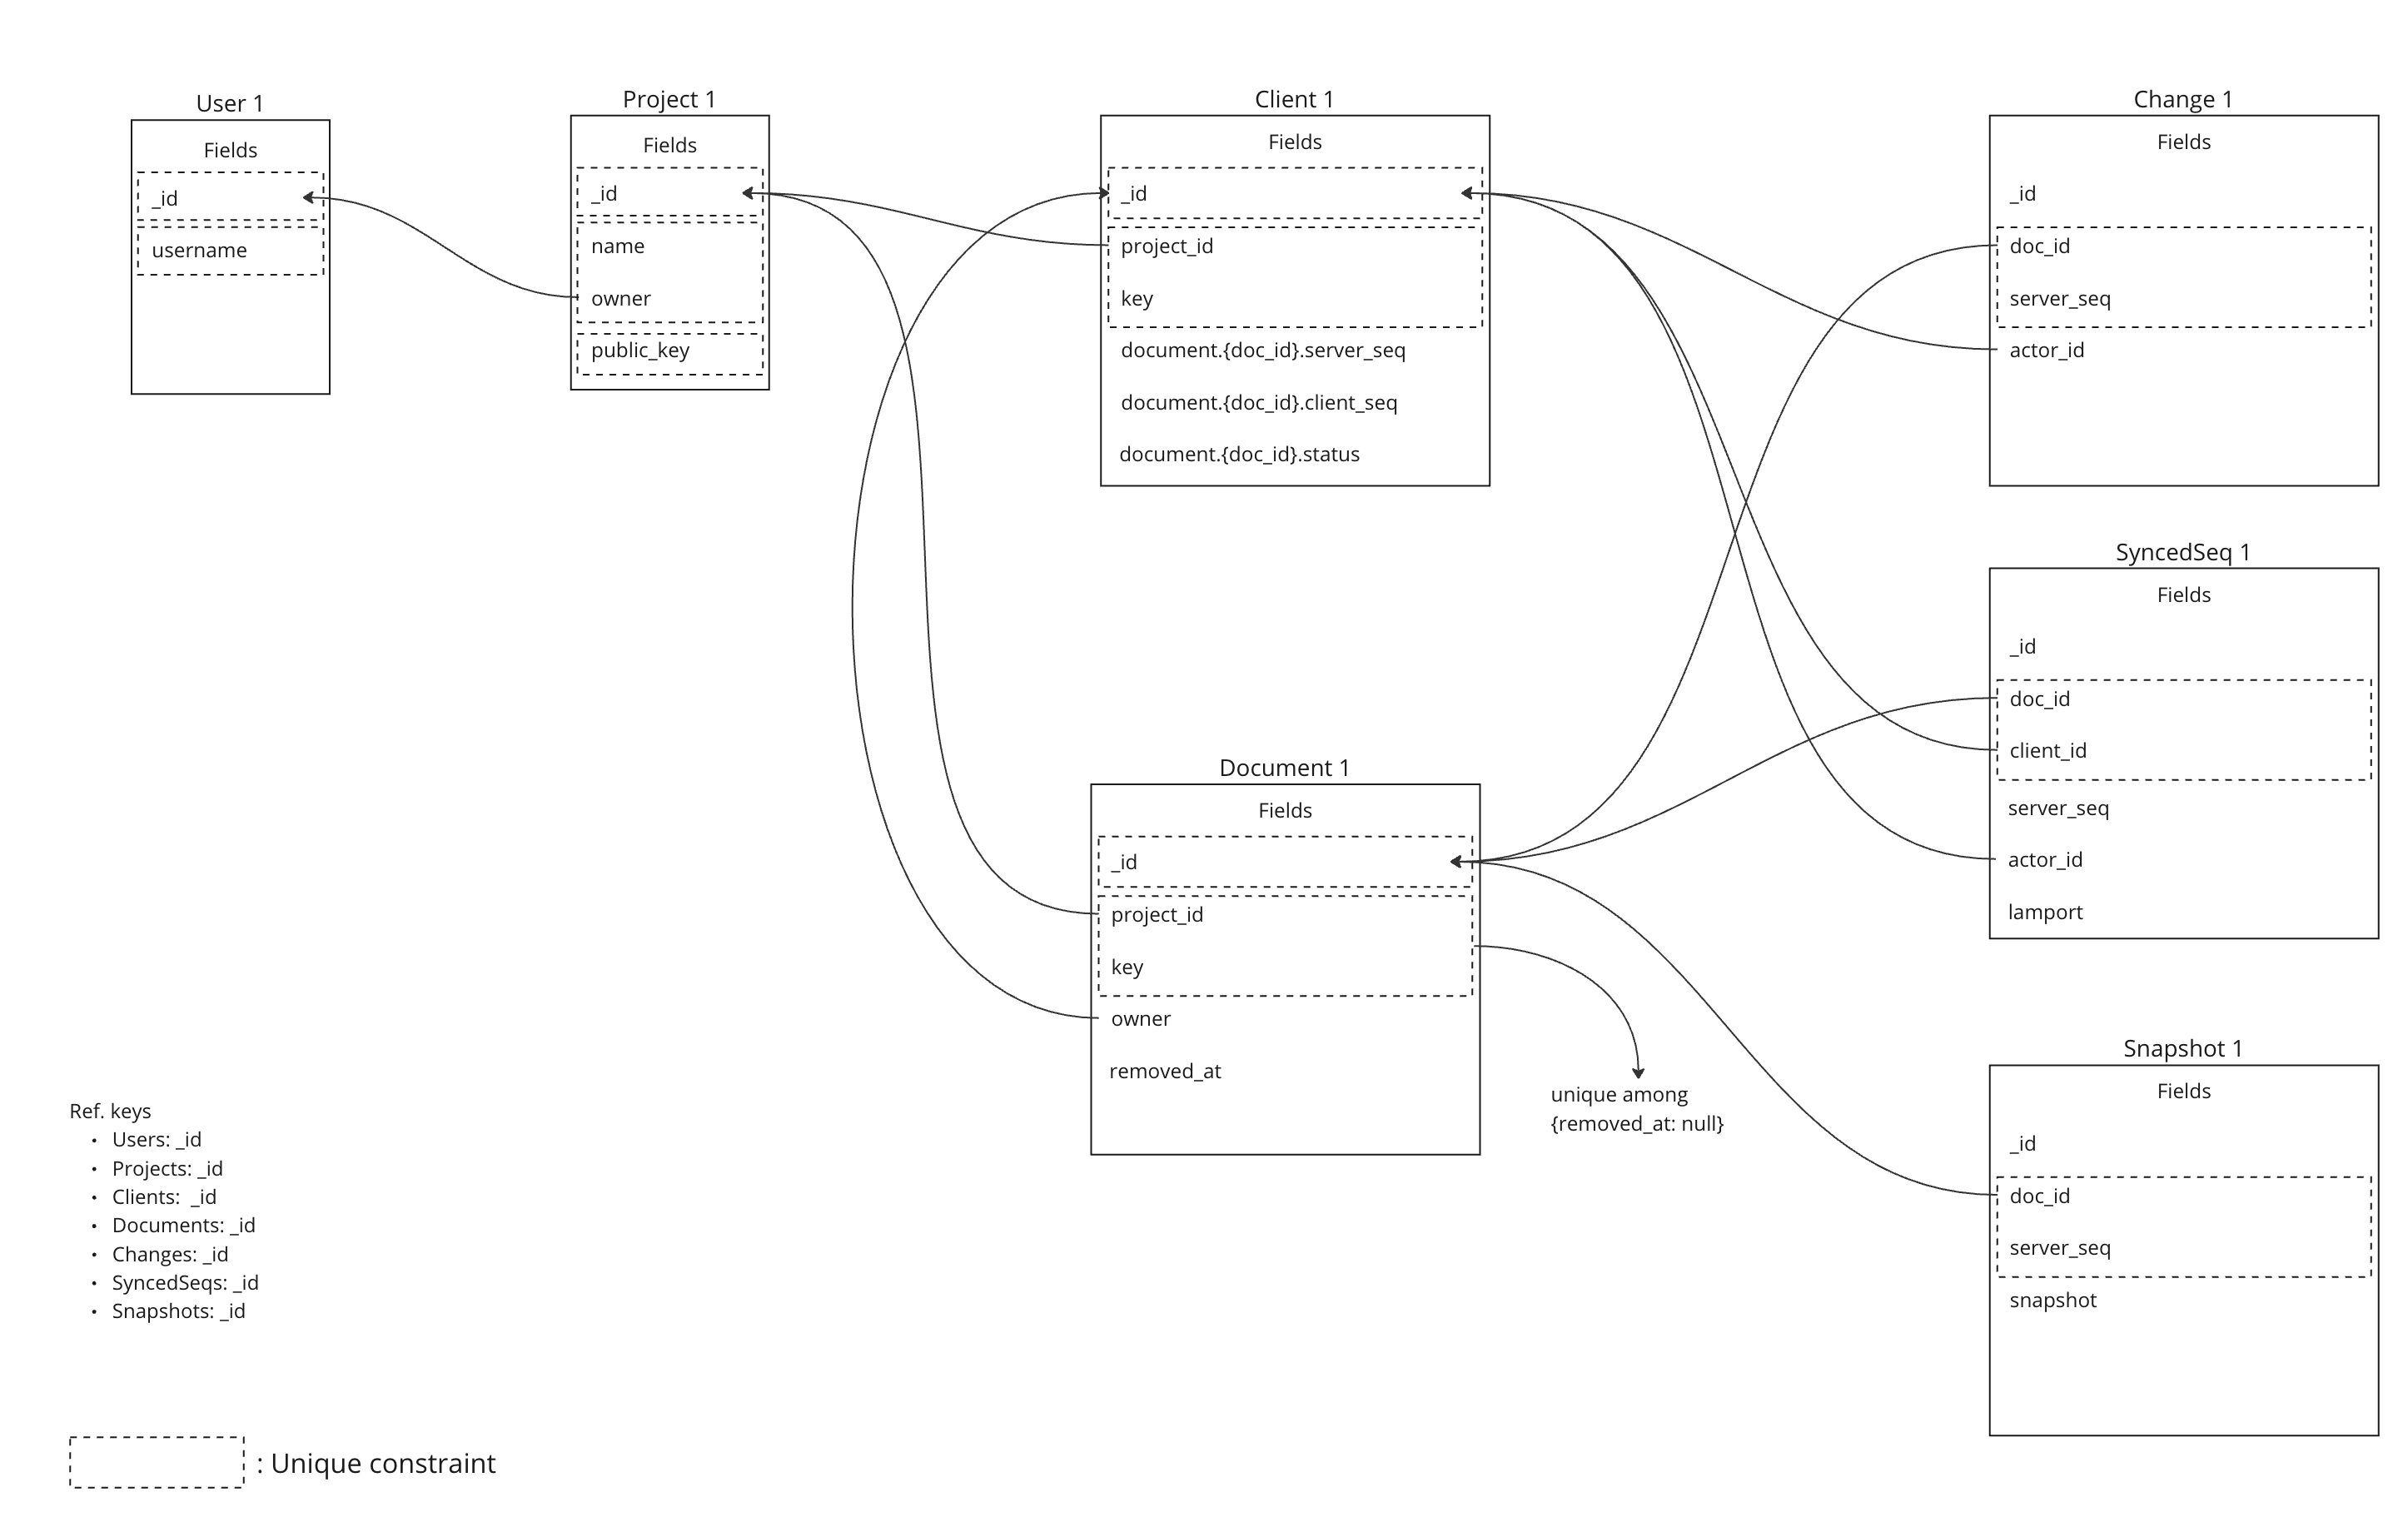 User 1
Fields
_id
username
Project 1
Fields
_id
name
owner
public_key
Client 1
Fields
_id
project_id
key
document.{doc_id}.server_seq
document.{doc_id}.client_seq
document.{doc_id}.status
Change 1
Fields
_id
doc_id
server_seq
actor_id
SyncedSeq 1
Fields
_id
doc_id
client_id
server_seq
actor_id
lamport
Document 1
Fields
_id
project_id
key
owner
removed_at
unique among
{removed_at: null}
Snapshot 1
Fields
_id
doc_id
server_seq
snapshot
Ref. keys
• Users: _id
• Projects: _id
• Clients: _id
• Documents: _id
• Changes: _id
• SyncedSeqs: _id
• Snapshots: _id
: Unique constraint